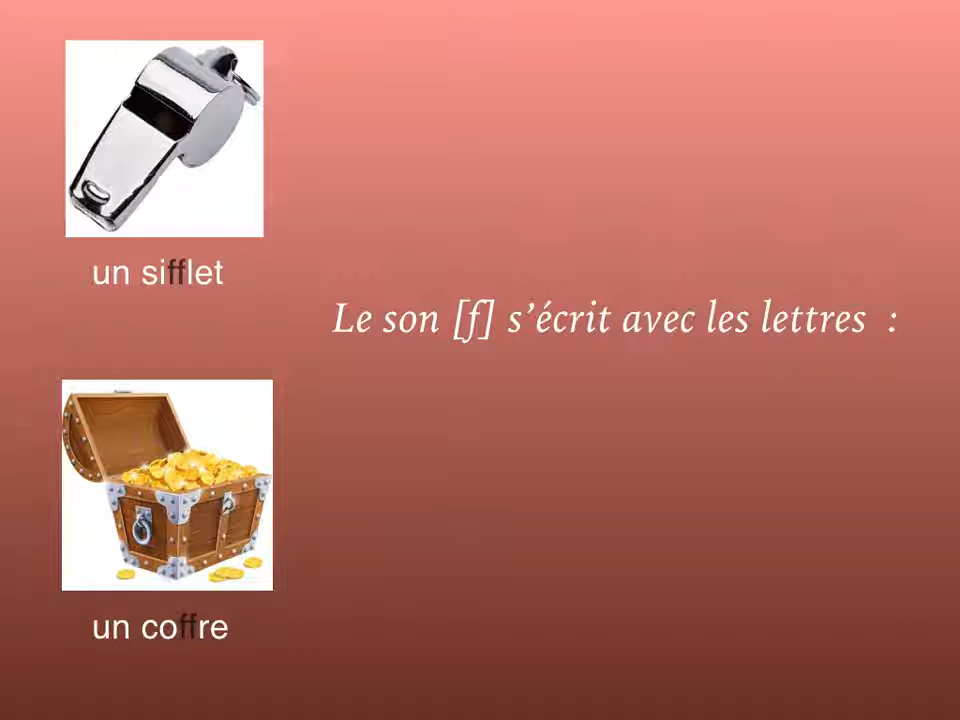 un sifflet
Le son [f] s’écrit avec les lettres :
un coffre